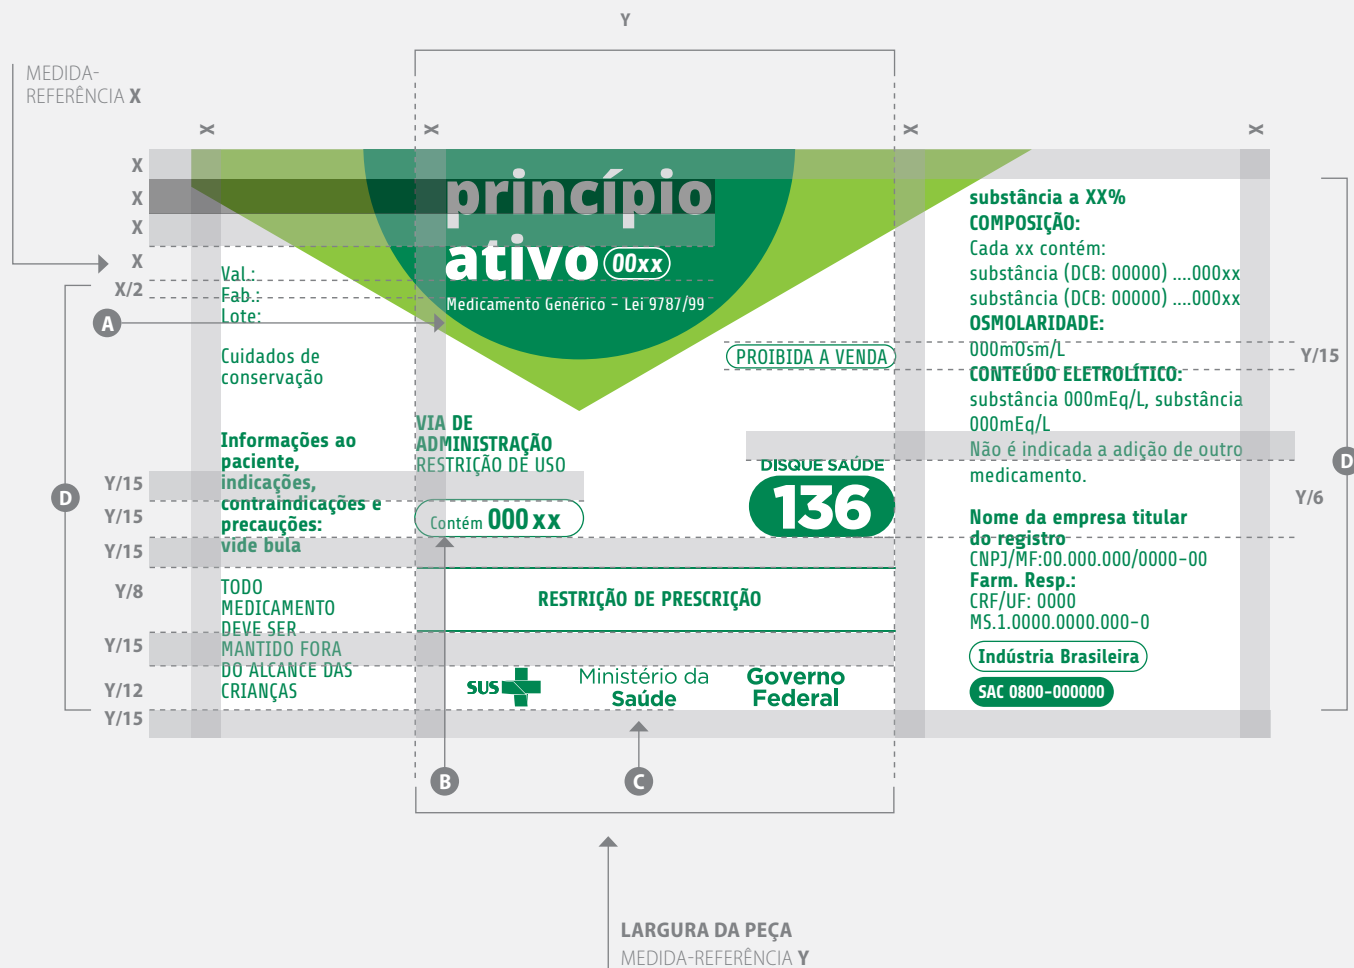 Y
MEDIDA-
REFERÊNCIA X
X
X
X
X
X
X
X
X
X/2
A
D
Y/15
Y/15
Y/15
Y/8
Y/15
Y/12
Y/15
Val.:
Fab.:
Lote:
Cuidados de
conservação
Informações ao
paciente,
indicações,
contraindicações e
precauções:
vide bula
TODO
MEDICAMENTO
DEVE SER
MANTIDO FORA
DO ALCANCE DAS
CRIANÇAS
princípio
ativo 00xx
Medicamento Genérico - Lei 9787/99
PROIBIDA A VENDA
VIA DE
ADMINISTRAÇÃO
RESTRIÇÃO DE USO
Contém 000 xx
DISQUE SAÚDE
136
RESTRIÇÃO DE PRESCRIÇÃO
SUS
Ministério da
Saúde
Governo
Federal
substância a XX%
COMPOSIÇÃO:
Cada xx contém:
substância (DCB: 00000) ....000xx
substância (DCB: 00000) ....000xx
OSMOLARIDADE:
000mOsm/L
CONTEÚDO ELETROLÍTICO:
substância 000mEq/L, substância
000mEq/L
Não é indicada a adição de outro
medicamento.
Nome da empresa titular
do registro
CNPJ/MF:00.000.000/0000-00
Farm. Resp.:
CRF/UF: 0000
MS.1.0000.0000.000-0
Indústria Brasileira
SAC 0800-000000
Y/15
D
Y/6
B
C
LARGURA DA PEÇA
MEDIDA-REFERÊNCIA Y